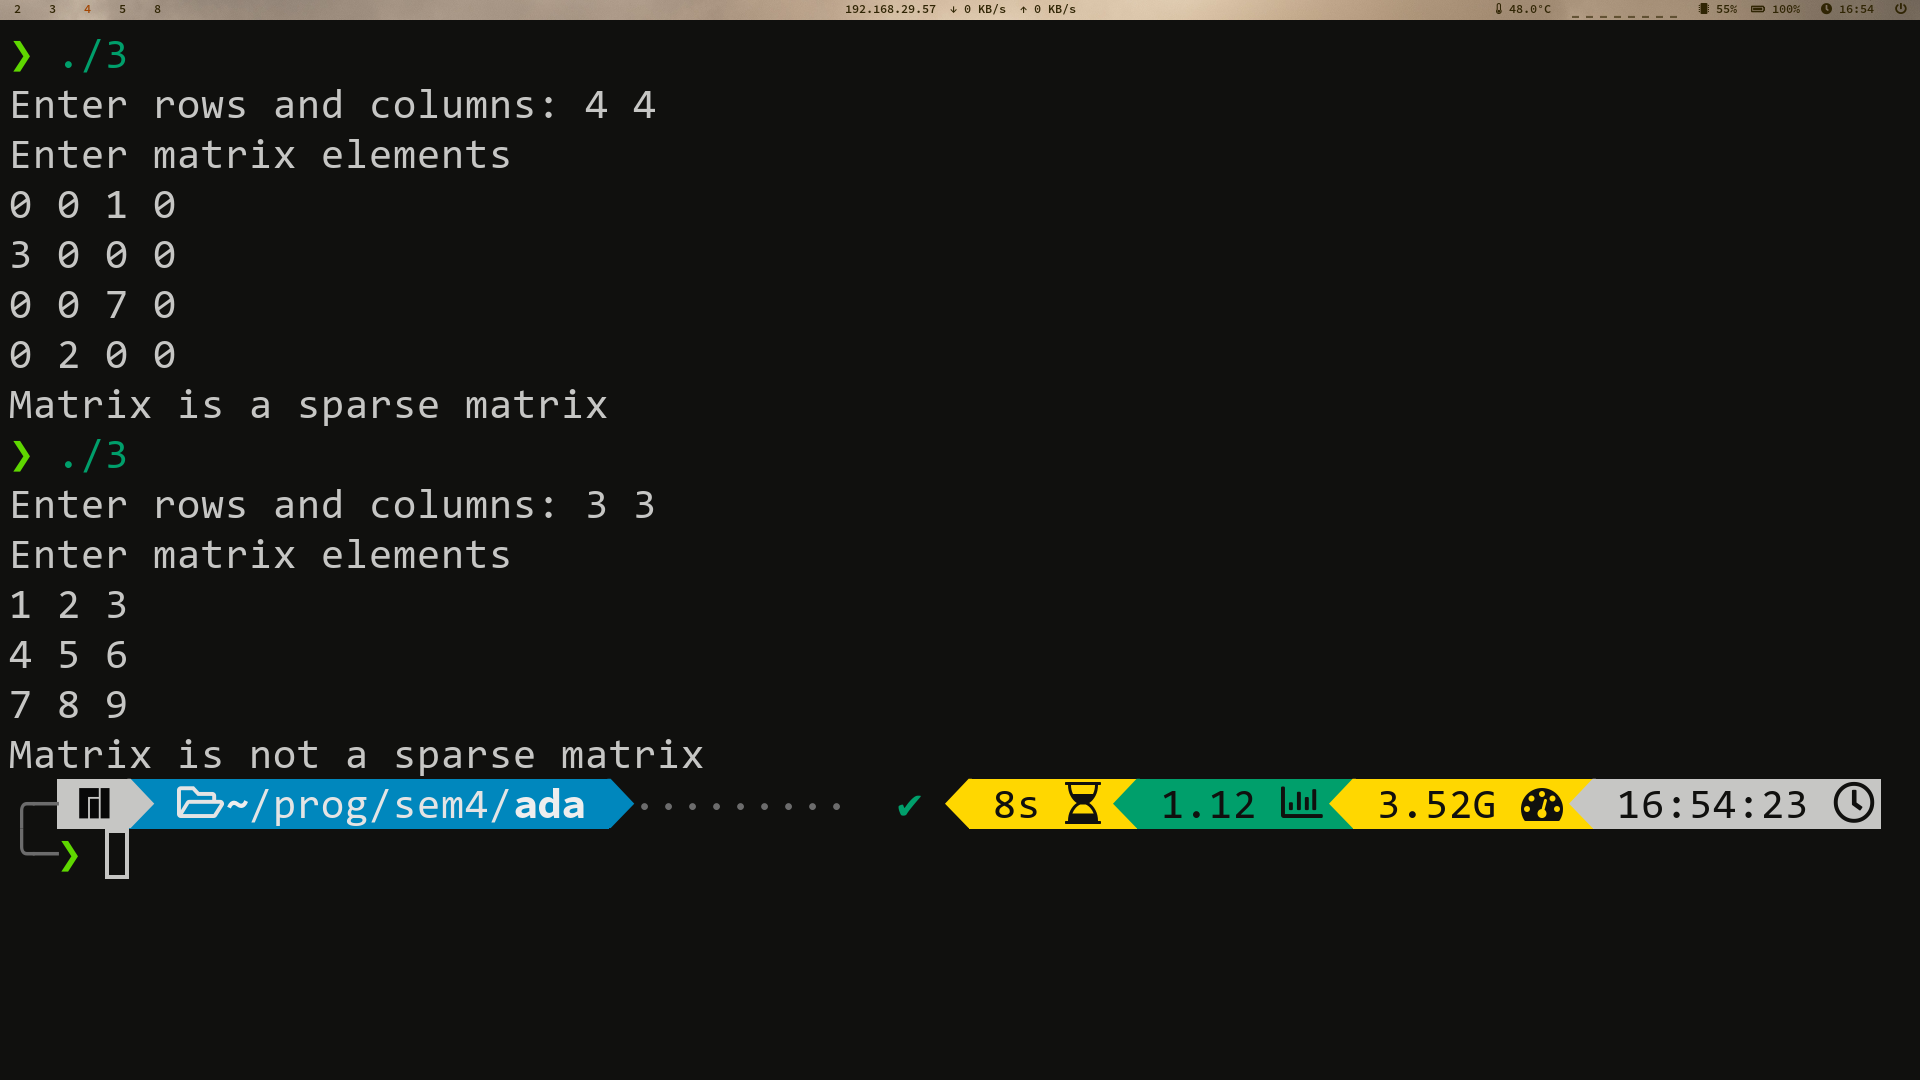 2 3 4 5 8 192.168.29.57 ↓ 0 KB/s ↑ 0 KB/s 48.0°C 55% 100% 16:54
❯ ./3
Enter rows and columns: 4 4
Enter matrix elements
0 0 1 0
3 0 0 0
0 0 7 0
0 2 0 0
Matrix is a sparse matrix
❯ ./3
Enter rows and columns: 3 3
Enter matrix elements
1 2 3
4 5 6
7 8 9
Matrix is not a sparse matrix
~/prog/sem4/ada ········· ✔ 8s 1.12 3.52G 16:54:23
❯